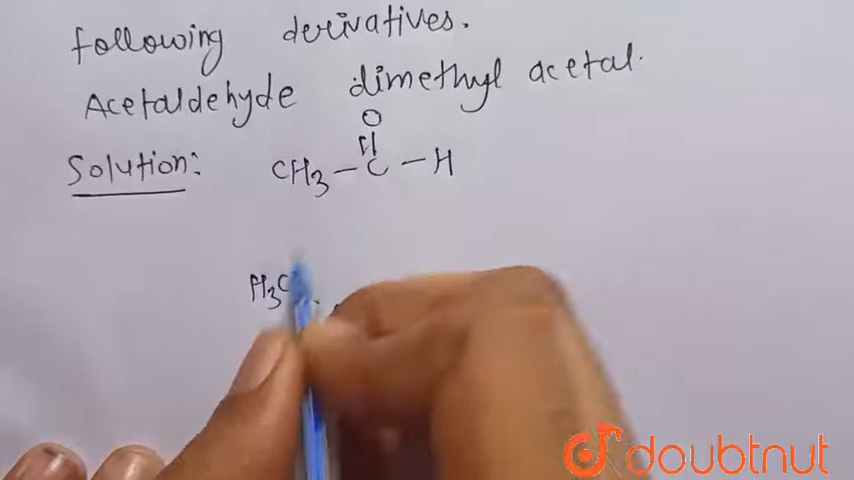 following derivatives.
Acetaldehyde dimethyl acetal.
Solution:
O
CH3 – C – H
H3C
doubtnut